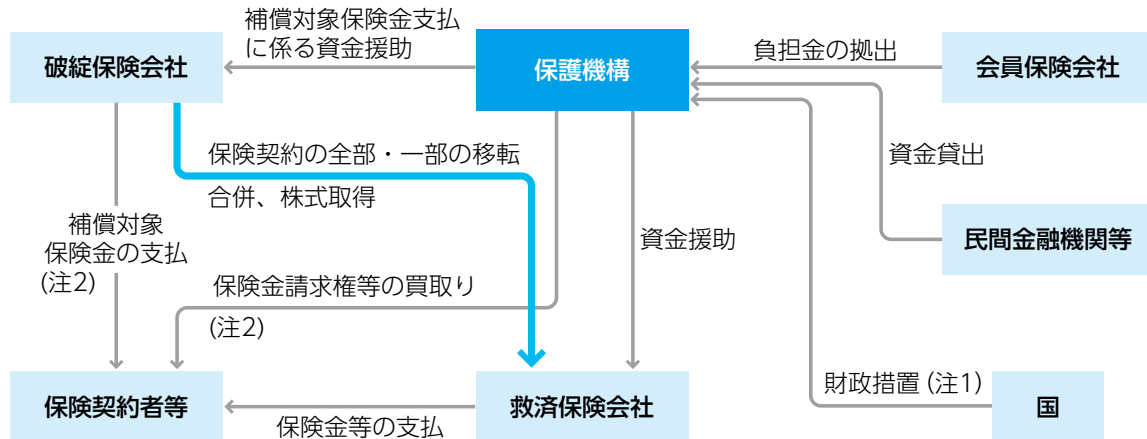 補償対象保険金支払
に係る資金援助
破綻保険会社
保護機構
負担金の拠出
会員保険会社
保険契約の全部・一部の移転
合併、株式取得
資金貸出
補償対象
保険金の支払
(注2)
資金援助
民間金融機関等
保険金請求権等の買取り
(注2)
財政措置 (注1)
保険契約者等
保険金等の支払
救済保険会社
国